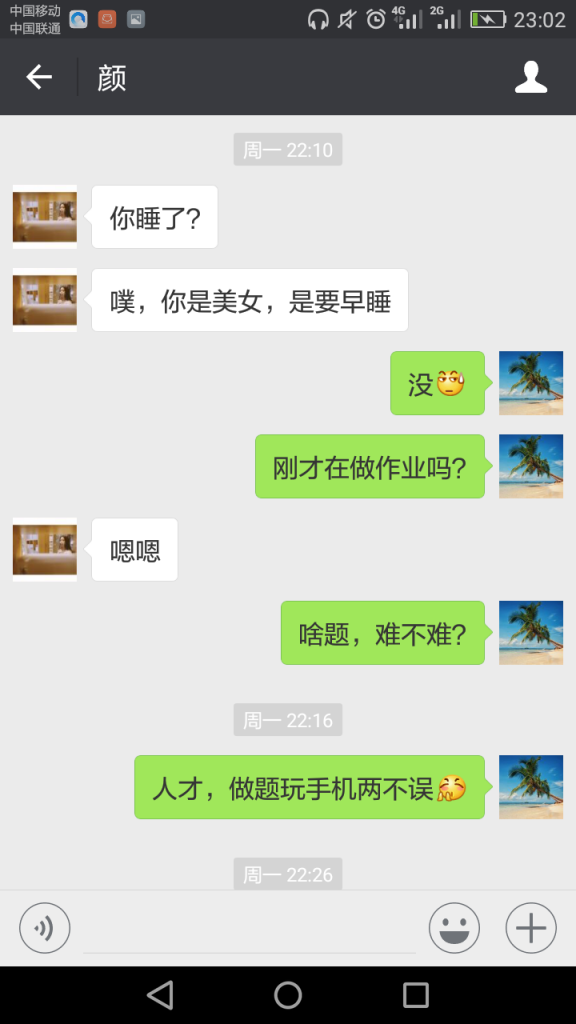 中国移动
中国联通
4G
2G
23:02
颜
周一 22:10
你睡了?
噗，你是美女，是要早睡
没
刚才在做作业吗?
嗯嗯
啥题，难不难?
周一 22:16
人才，做题玩手机两不误
周一 22:26